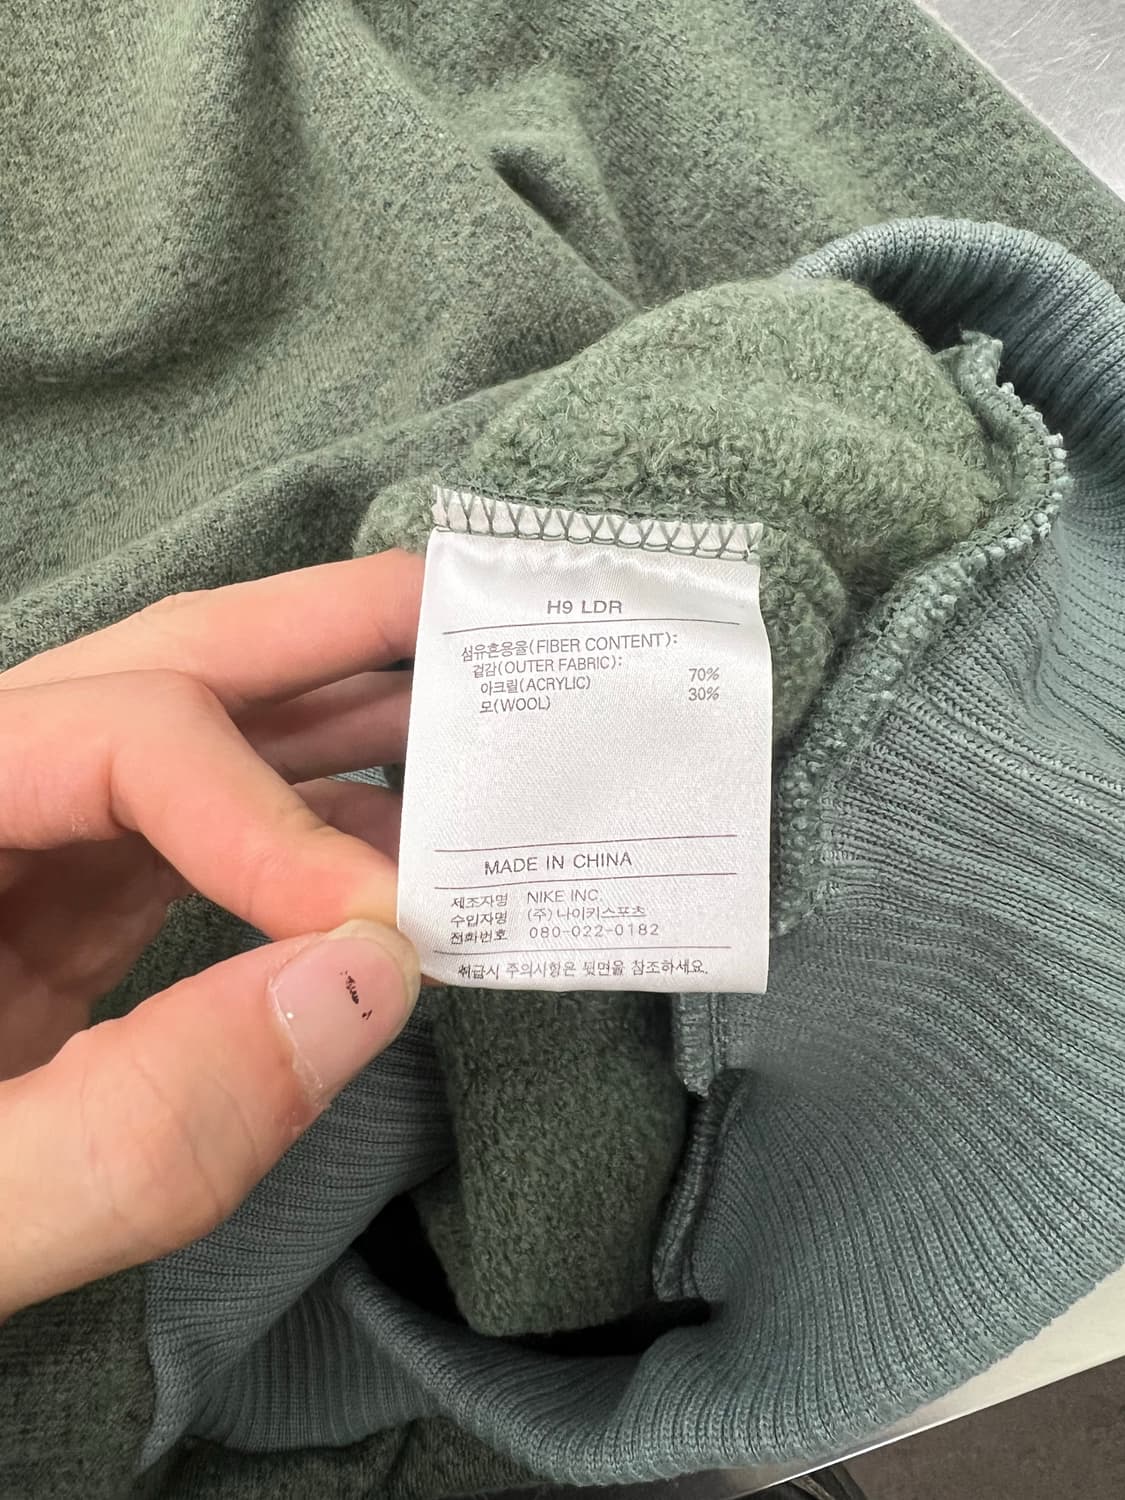 H9 LDR
섬유혼용율(FIBER CONTENT):
겉감(OUTER FABRIC):
아크릴(ACRYLIC) 70%
모(WOOL) 30%
MADE IN CHINA
제조자명 NIKE INC.
수입자명 (주) 나이키스포츠
전화번호 080-022-0182
취급시 주의사항은 뒷면을 참조하세요.